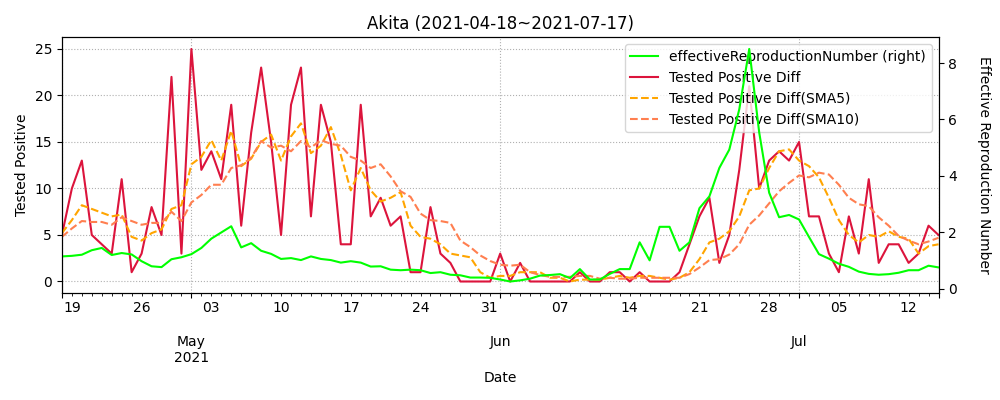 Akita (2021-04-18~2021-07-17)
effectiveReproductionNumber (right)
Tested Positive Diff
Tested Positive Diff(SMA5)
Tested Positive Diff(SMA10)
Tested Positive
25
20
15
10
5
0
Effective Reproduction Number
8
6
4
2
0
19 26 03 10 17 24 31 07 14 21 28 05 12
May Jun Jul
2021
Date